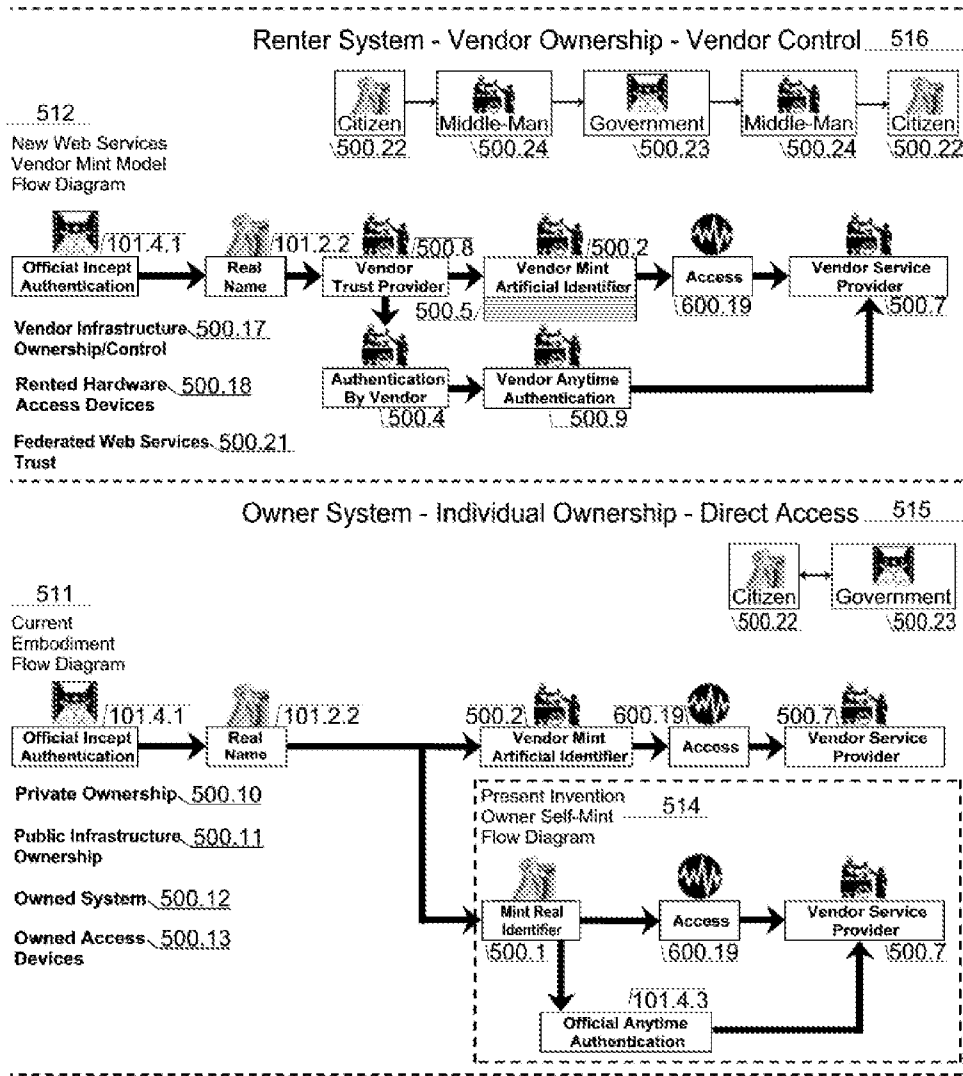 Renter System - Vendor Ownership - Vendor Control 516
Citizen
Middle-Man
Government
Middle-Man
Citizen
500.22
500.24
500.23
500.24
500.22
512
New Web Services
Vendor Mint Model
Flow Diagram
101.4.1
101.2.2
500.8
500.2
Official Incept
Authentication
Real
Name
Vendor
Trust Provider
Vendor Mint
Artificial Identifier
Access
Vendor Service
Provider
500.5
600.19
500.7
Vendor Infrastructure 500.17
Ownership/Control
Rented Hardware 500.18
Access Devices
Federated Web Services 500.21
Trust
Authentication
By Vendor
Vendor Anytime
Authentication
500.4
500.9
Owner System - Individual Ownership - Direct Access 515
Citizen
Government
500.22
500.23
511
Current
Embodiment
Flow Diagram
101.4.1
101.2.2
500.2
600.19
500.7
Official Incept
Authentication
Real
Name
Vendor Mint
Artificial Identifier
Access
Vendor Service
Provider
Private Ownership 500.10
Public Infrastructure 500.11
Ownership
Owned System 500.12
Owned Access 500.13
Devices
Present Invention
Owner Self-Mint 514
Flow Diagram
Mint Real
Identifier
Access
Vendor Service
Provider
500.1
600.19
500.7
101.4.3
Official Anytime
Authentication